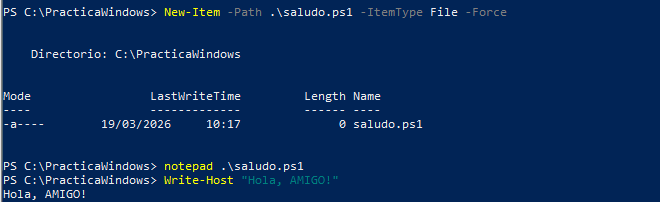 PS C:\PracticaWindows> New-Item -Path .\saludo.ps1 -ItemType File -Force
Directorio: C:\PracticaWindows
Mode                LastWriteTime         Length Name
----                -------------         ------ ----
-a----        19/03/2026     10:17              0 saludo.ps1
PS C:\PracticaWindows> notepad .\saludo.ps1
PS C:\PracticaWindows> Write-Host "Hola, AMIGO!"
Hola, AMIGO!